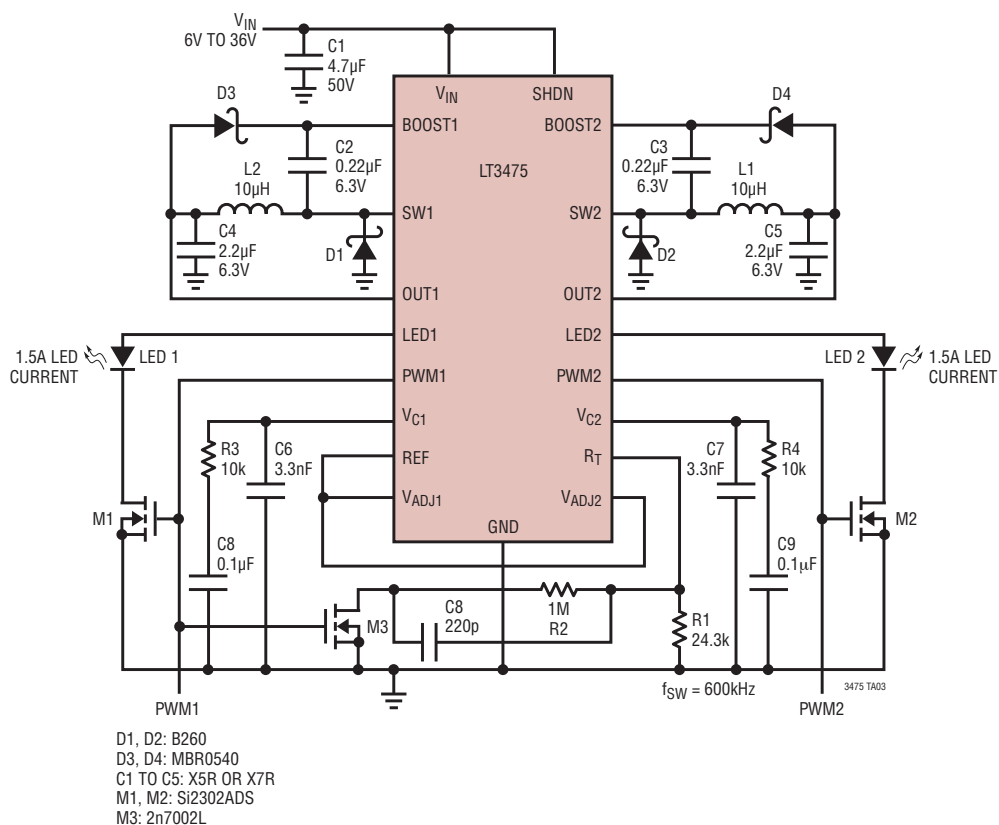 VIN
6V TO 36V
C1
4.7µF
50V
VIN
SHDN
D3
D4
BOOST1
BOOST2
C2
0.22µF
6.3V
C3
0.22µF
6.3V
LT3475
L2
10µH
L1
10µH
SW1
SW2
C4
2.2µF
6.3V
D1
D2
C5
2.2µF
6.3V
OUT1
OUT2
LED1
LED2
1.5A LED
CURRENT
LED 1
LED 2
1.5A LED
CURRENT
PWM1
PWM2
VC1
VC2
R3
10k
C6
3.3nF
C7
3.3nF
R4
10k
REF
RT
VADJ1
VADJ2
GND
M1
M2
C8
0.1µF
C9
0.1µF
M3
C8
220p
1M
R2
R1
24.3k
fSW = 600kHz
3475 TA03
PWM1
PWM2
D1, D2: B260
D3, D4: MBR0540
C1 TO C5: X5R OR X7R
M1, M2: Si2302ADS
M3: 2n7002L